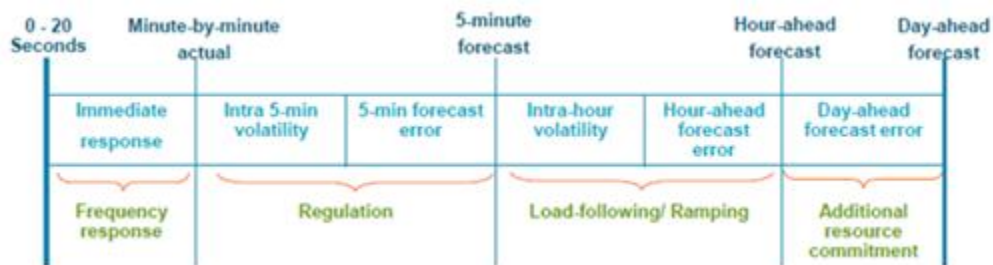 0 - 20
Seconds
Minute-by-minute
actual
5-minute
forecast
Hour-ahead
forecast
Day-ahead
forecast
Immediate
response
Intra 5-min
volatility
5-min forecast
error
Intra-hour
volatility
Hour-ahead
forecast
error
Day-ahead
forecast error
Frequency
response
Regulation
Load-following/ Ramping
Additional
resource
commitment